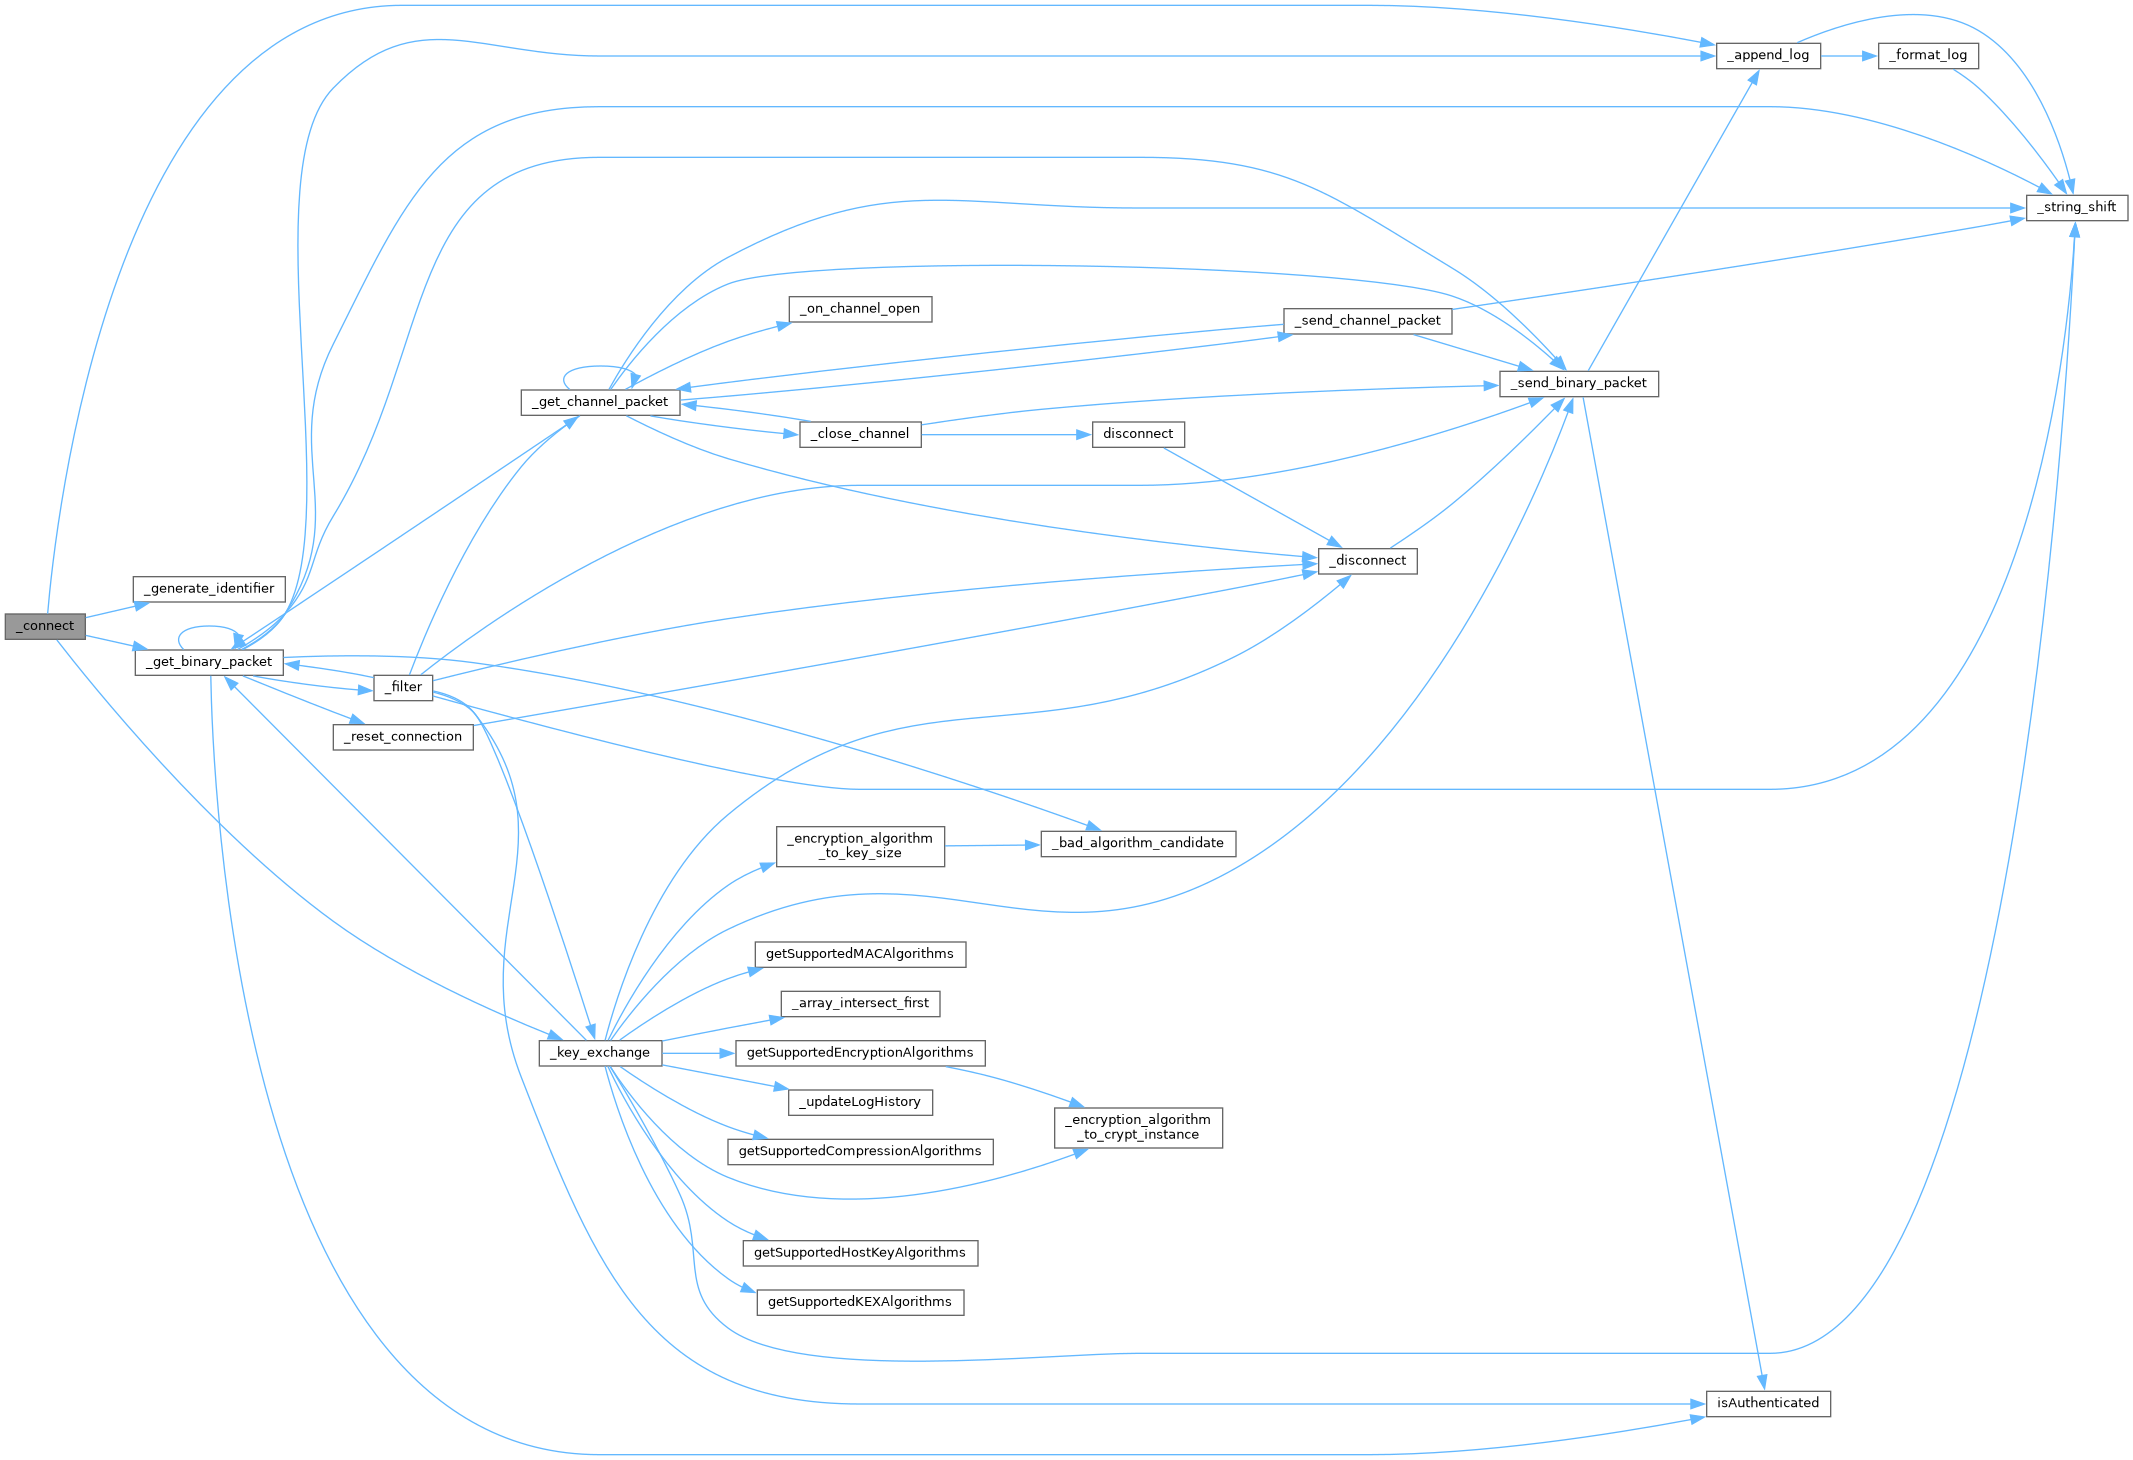 _append_log
_format_log
_string_shift
_on_channel_open
_send_channel_packet
_send_binary_packet
_get_channel_packet
_close_channel
disconnect
_disconnect
_generate_identifier
_connect
_get_binary_packet
_filter
_reset_connection
_encryption_algorithm
_to_key_size
_bad_algorithm_candidate
getSupportedMACAlgorithms
_array_intersect_first
_key_exchange
getSupportedEncryptionAlgorithms
_updateLogHistory
_encryption_algorithm
_to_crypt_instance
getSupportedCompressionAlgorithms
getSupportedHostKeyAlgorithms
getSupportedKEXAlgorithms
isAuthenticated